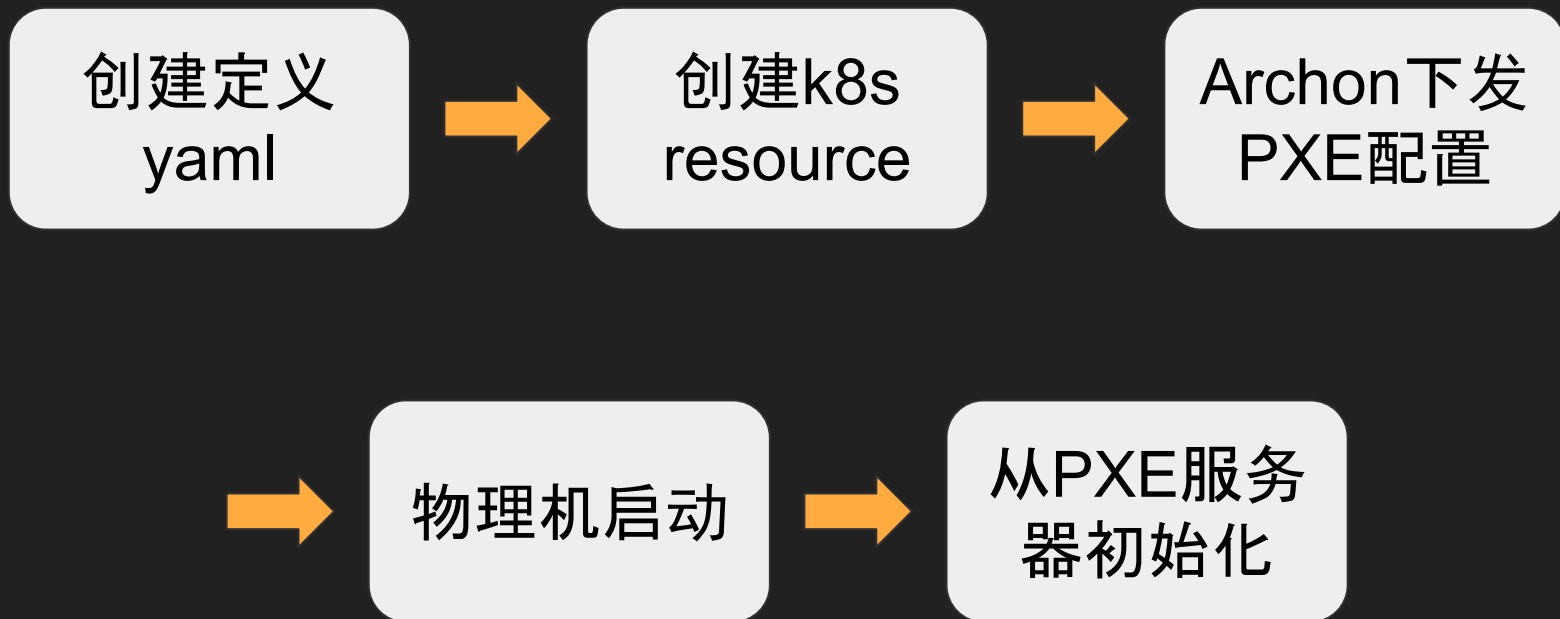 创建定义
yaml
创建k8s
resource
Archon下发
PXE配置
物理机启动
从PXE服务
器初始化